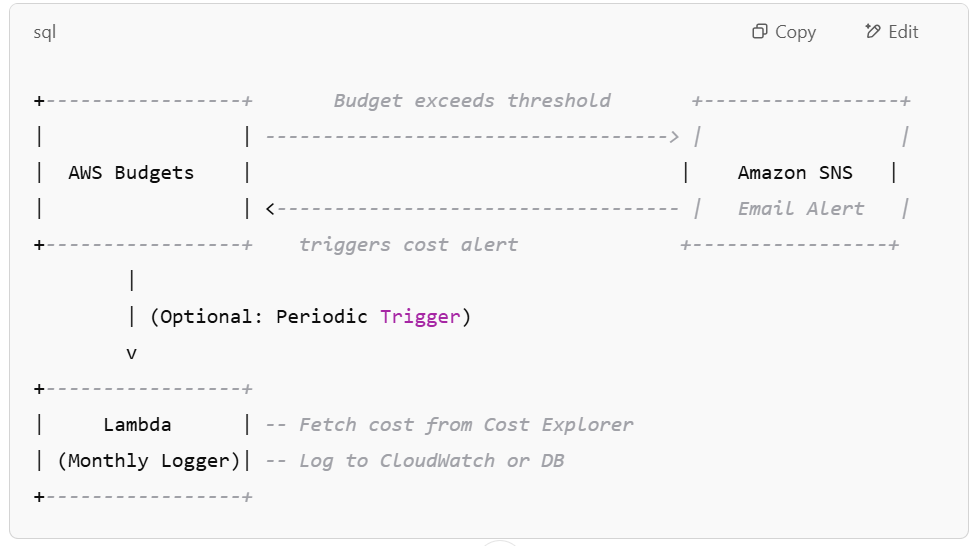 sql Copy Edit
+------------------+ Budget exceeds threshold +-----------------+
| | -----------------------------------> | |
| AWS Budgets | | Amazon SNS |
| | <----------------------------------- | Email Alert |
+------------------+ triggers cost alert +-----------------+
|
| (Optional: Periodic Trigger)
v
+------------------+
| Lambda | -- Fetch cost from Cost Explorer
| (Monthly Logger)| -- Log to CloudWatch or DB
+------------------+